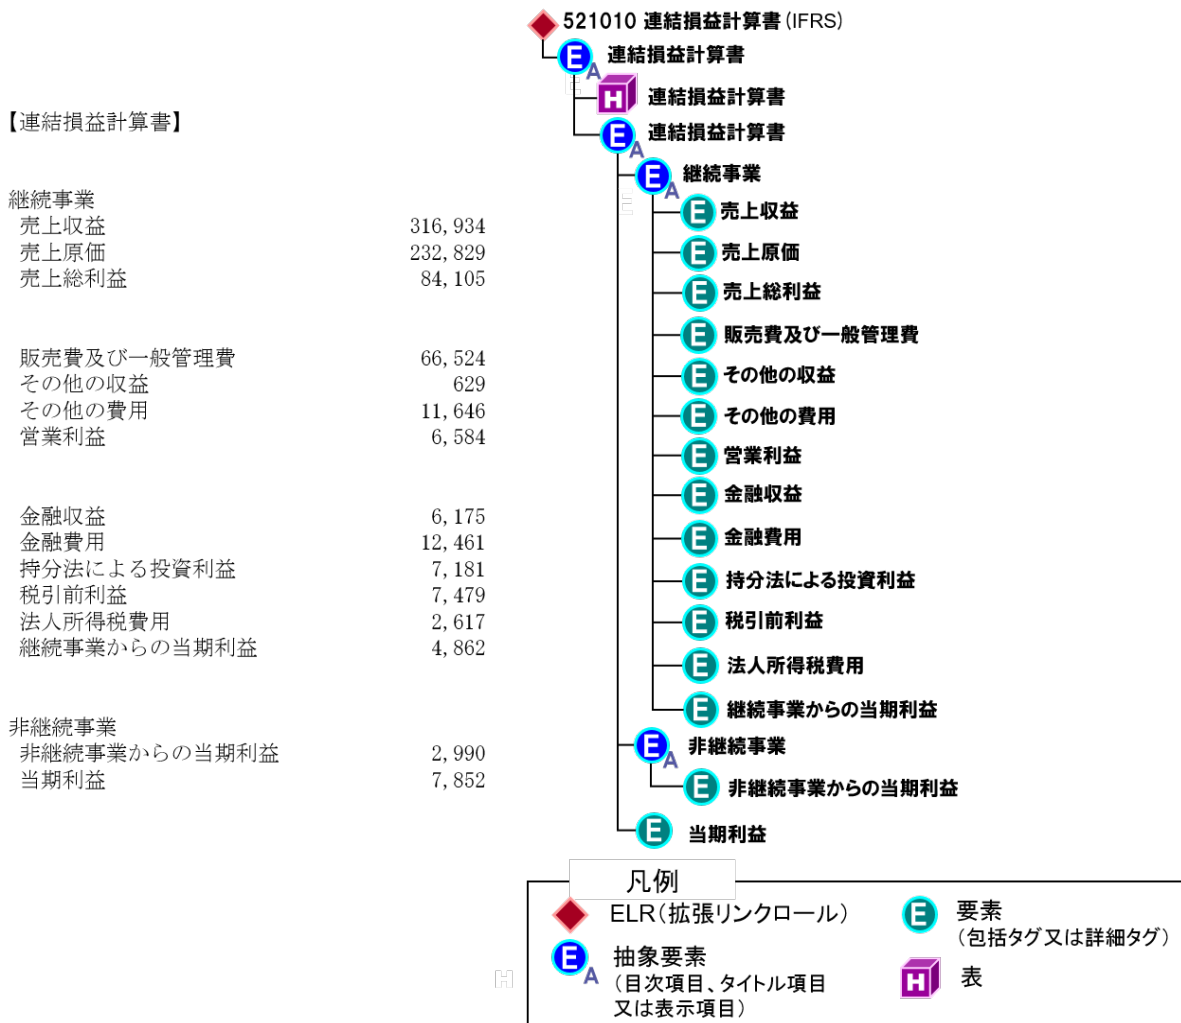 【連結損益計算書】
継続事業
売上収益 316,934
売上原価 232,829
売上総利益 84,105
販売費及び一般管理費 66,524
その他の収益 629
その他の費用 11,646
営業利益 6,584
金融収益 6,175
金融費用 12,461
持分法による投資利益 7,181
税引前利益 7,479
法人所得税費用 2,617
継続事業からの当期利益 4,862
非継続事業
非継続事業からの当期利益 2,990
当期利益 7,852
521010 連結損益計算書(IFRS)
E A 連結損益計算書
H 連結損益計算書
E A 連結損益計算書
E A 継続事業
E 売上収益
E 売上原価
E 売上総利益
E 販売費及び一般管理費
E その他の収益
E その他の費用
E 営業利益
E 金融収益
E 金融費用
E 持分法による投資利益
E 税引前利益
E 法人所得税費用
E 継続事業からの当期利益
E A 非継続事業
E 非継続事業からの当期利益
E 当期利益
凡例
ELR(拡張リンクロール)
E A 抽象要素
(目次項目、タイトル項目
又は表示項目)
E 要素
(包括タグ又は詳細タグ)
H 表